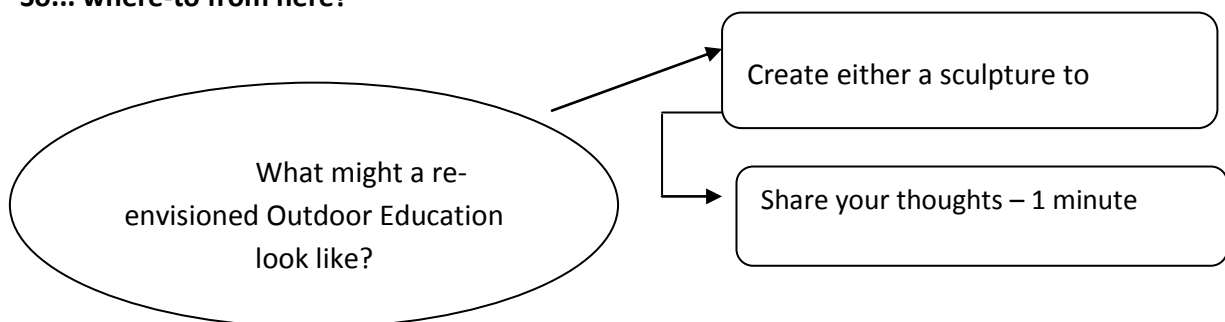 So... where-to from here?
Create either a sculpture to
What might a re-
envisioned Outdoor Education
look like?
Share your thoughts – 1 minute